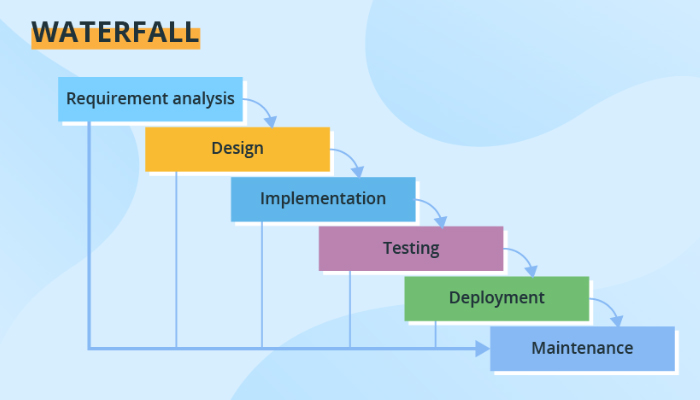 WATERFALL
Requirement analysis
Design
Implementation
Testing
Deployment
Maintenance